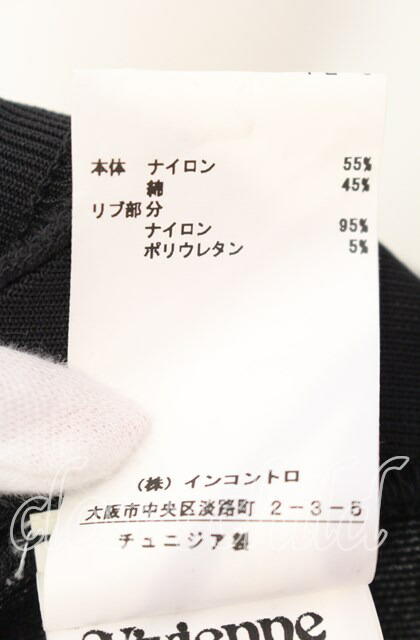 本体 ナイロン 55%
綿 45%
リブ部分
ナイロン 95%
ポリウレタン 5%
(株) インコントロ
大阪市中央区淡路町 2-3-5
チュニジア製
Vivienne